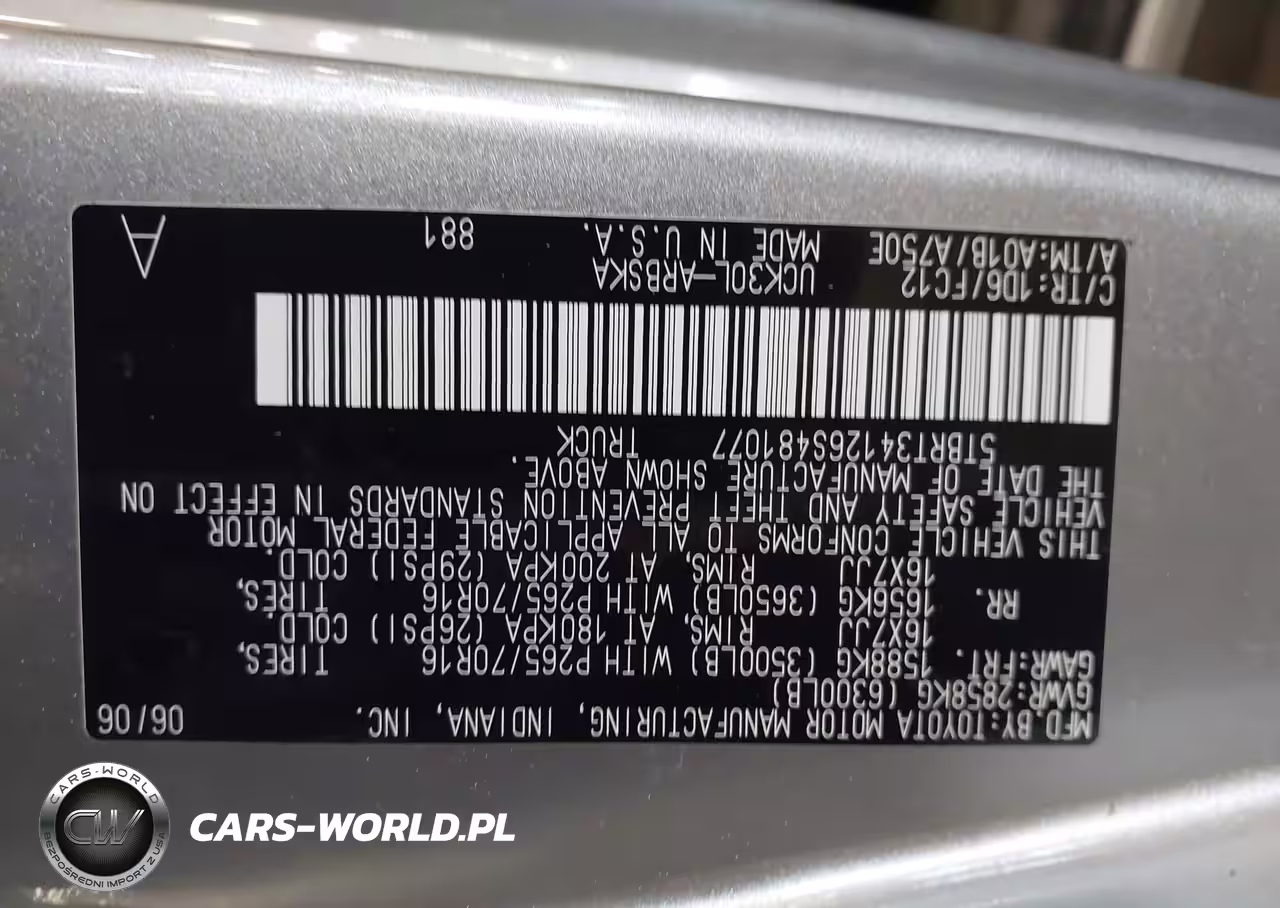 MFD.BY:TOYOTA MOTOR MANUFACTURING, INDIANA, INC. 06/06
GVWR:2858KG (6300LB)
GAWR:FRT. 1588KG (3500LB) WITH P265/70R16 TIRES,
16X7JJ RIMS, AT 180KPA (26PSI) COLD.
RR. 1656KG (3650LB) WITH P265/70R16 TIRES,
16X7JJ RIMS, AT 200KPA (29PSI) COLD.
THIS VEHICLE CONFORMS TO ALL APPLICABLE FEDERAL MOTOR
VEHICLE SAFETY AND THEFT PREVENTION STANDARDS IN EFFECT ON
THE DATE OF MANUFACTURE SHOWN ABOVE.
5TBRT34126S481077 TRUCK
C/TR:1D6/FC12 UCK30L-ARBSKA
A/TM:A01B/A750E MADE IN U.S.A. 881 A
CARS-WORLD
CW
BEZPOŚREDNI IMPORT Z USA
CARS-WORLD.PL